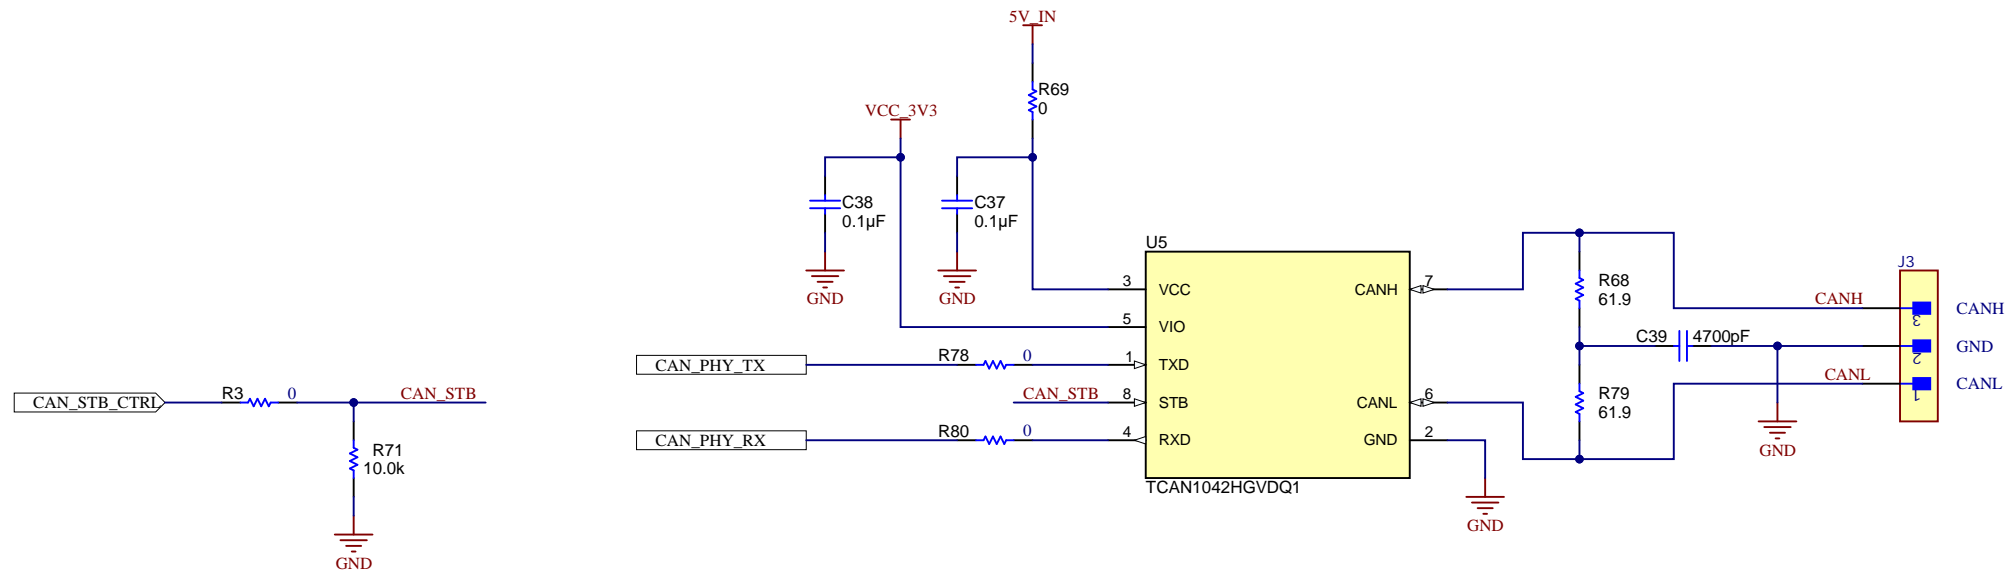 5V_IN
R69
0
VCC_3V3
C38
0.1µF
C37
0.1µF
GND
GND
U5
3
VCC
CANH
7
5
VIO
1
TXD
8
STB
CANL
6
4
RXD
GND
2
TCAN1042HGVDQ1
CAN_PHY_TX
R78
0
CAN_STB
CAN_PHY_RX
R80
0
CAN_STB_CTRL
R3
0
CAN_STB
R71
10.0k
GND
R68
61.9
C39
4700pF
R79
61.9
GND
GND
J3
CANH
3
CANH
2
GND
CANL
1
CANL